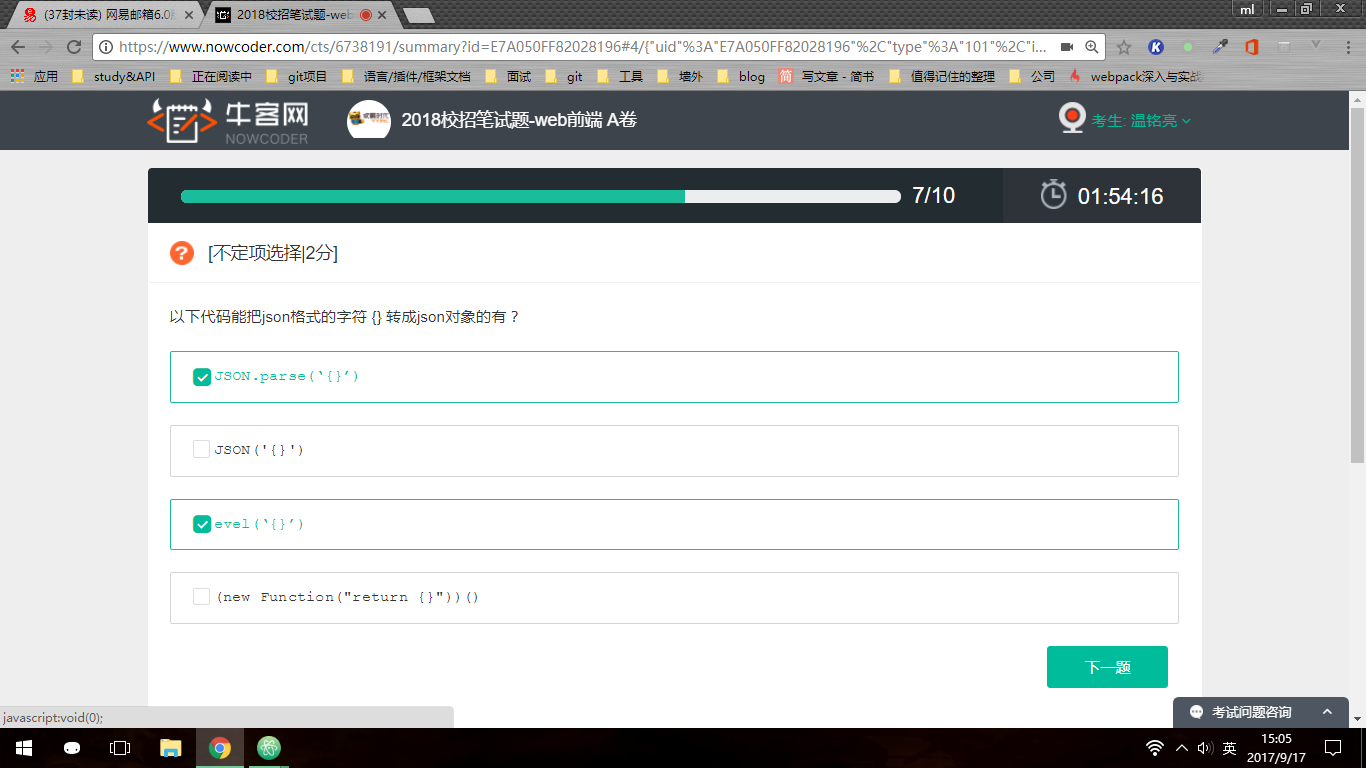 (37封未读) 网易邮箱6.0
2018校招笔试题-web
ml
https://www.nowcoder.com/cts/6738191/summary?id=E7A050FF82028196#4/{"uid"%3A"E7A050FF82028196"%2C"type"%3A"101"%2C"i...
应用 study&API 正在阅读中 git项目 语言/插件/框架文档 面试 git 工具 墙外 blog 简 写文章 - 简书 值得记住的整理 公司 webpack深入与实战
牛客网
NOWCODER
2018校招笔试题-web前端 A卷
考生: 温铭亮
7/10
01:54:16
? [不定项选择|2分]
以下代码能把json格式的字符 {} 转成json对象的有？
JSON.parse(‘{}’)
JSON('{}')
evel(‘{}’)
(new Function("return {}"))()
下一题
javascript:void(0);
考试问题咨询
英
15:05
2017/9/17